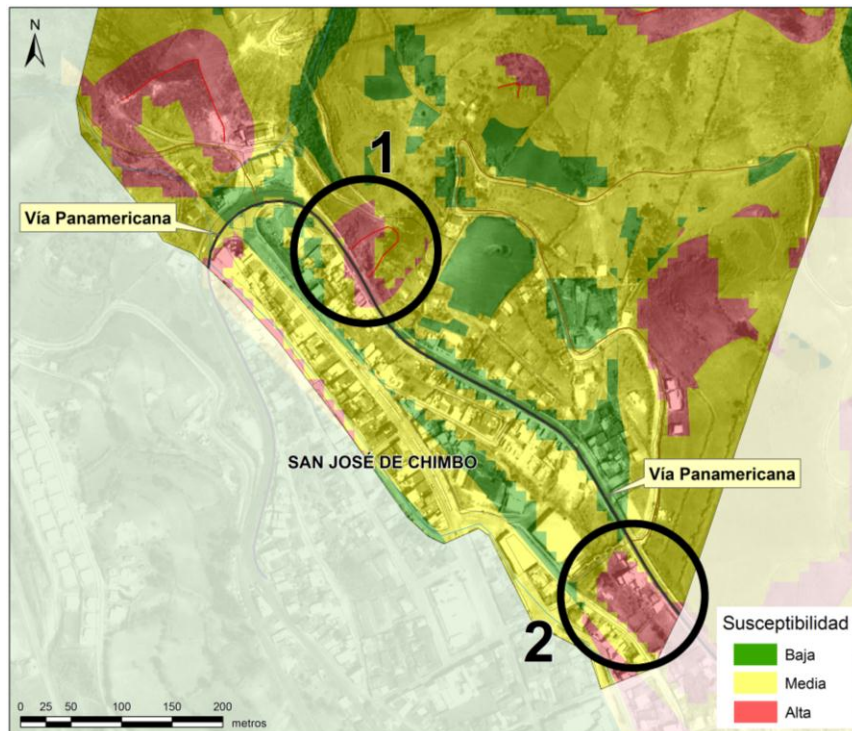 N
1
Vía Panamericana
SAN JOSÉ DE CHIMBO
Vía Panamericana
2
Susceptibilidad
Baja
Media
Alta
0 25 50 100 150 200
metros